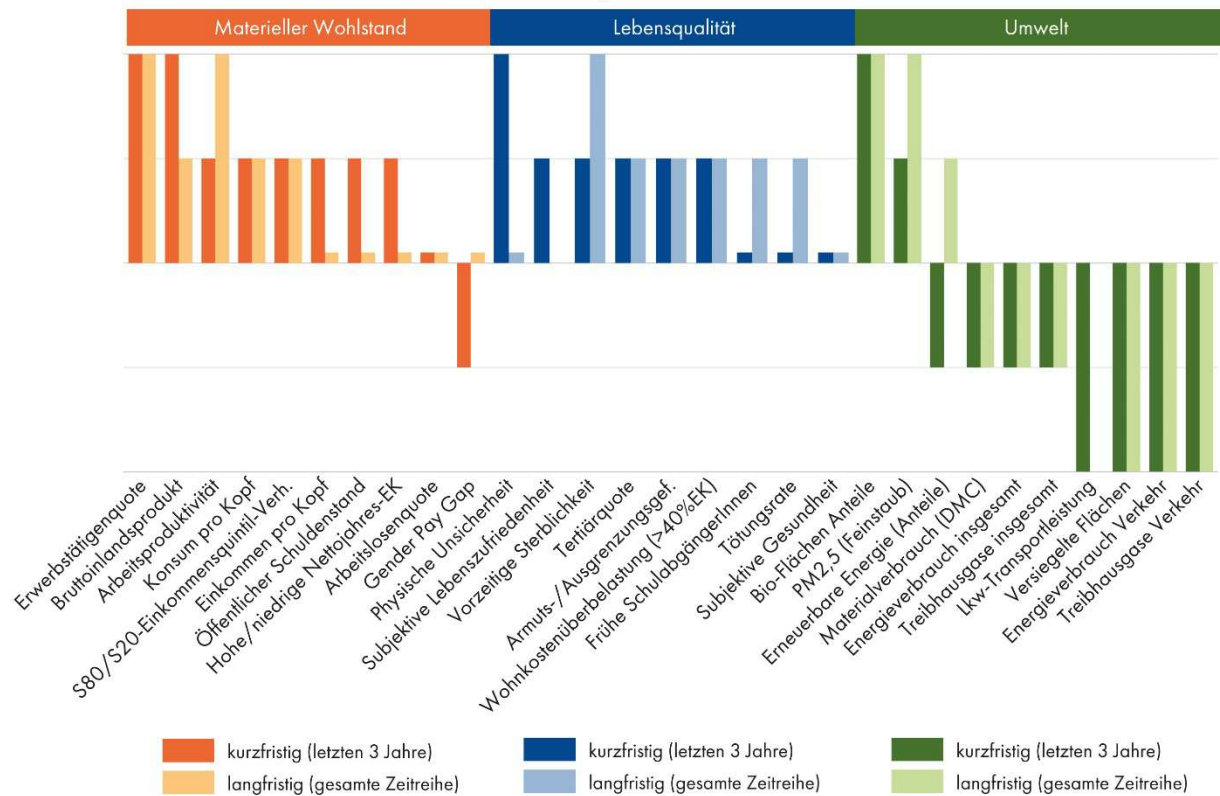 Materieller Wohlstand
Lebensqualität
Umwelt
Erwerbstätigenquote
Bruttoinlandsprodukt
Arbeitsproduktivität
Konsum pro Kopf
S80/S20-Einkommensquintil-Verh.
Einkommen pro Kopf
Öffentlicher Schuldenstand
Hohe/niedrige Nettojahres-EK
Arbeitslosenquote
Gender Pay Gap
Physische Unsicherheit
Subjektive Lebenszufriedenheit
Vorzeitige Sterblichkeit
Tertiärquote
Armuts-/Ausgrenzungsgef.
Wohnkostenüberbelastung (>40%EK)
Frühe SchulabgängerInnen
Tötungsrate
Subjektive Gesundheit
Bio-Flächen Anteile
PM2,5 (Feinstaub)
Erneuerbare Energie (Anteile)
Materialverbrauch (DMC)
Energieverbrauch insgesamt
Treibhausgase insgesamt
Lkw-Transportleistung
Versiegelte Flächen
Energieverbrauch Verkehr
Treibhausgase Verkehr
kurzfristig (letzten 3 Jahre)
langfristig (gesamte Zeitreihe)
kurzfristig (letzten 3 Jahre)
langfristig (gesamte Zeitreihe)
kurzfristig (letzten 3 Jahre)
langfristig (gesamte Zeitreihe)